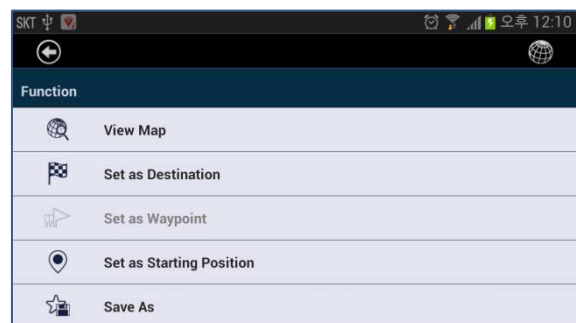 SKT 오후 12:10
Function
View Map
Set as Destination
Set as Waypoint
Set as Starting Position
Save As